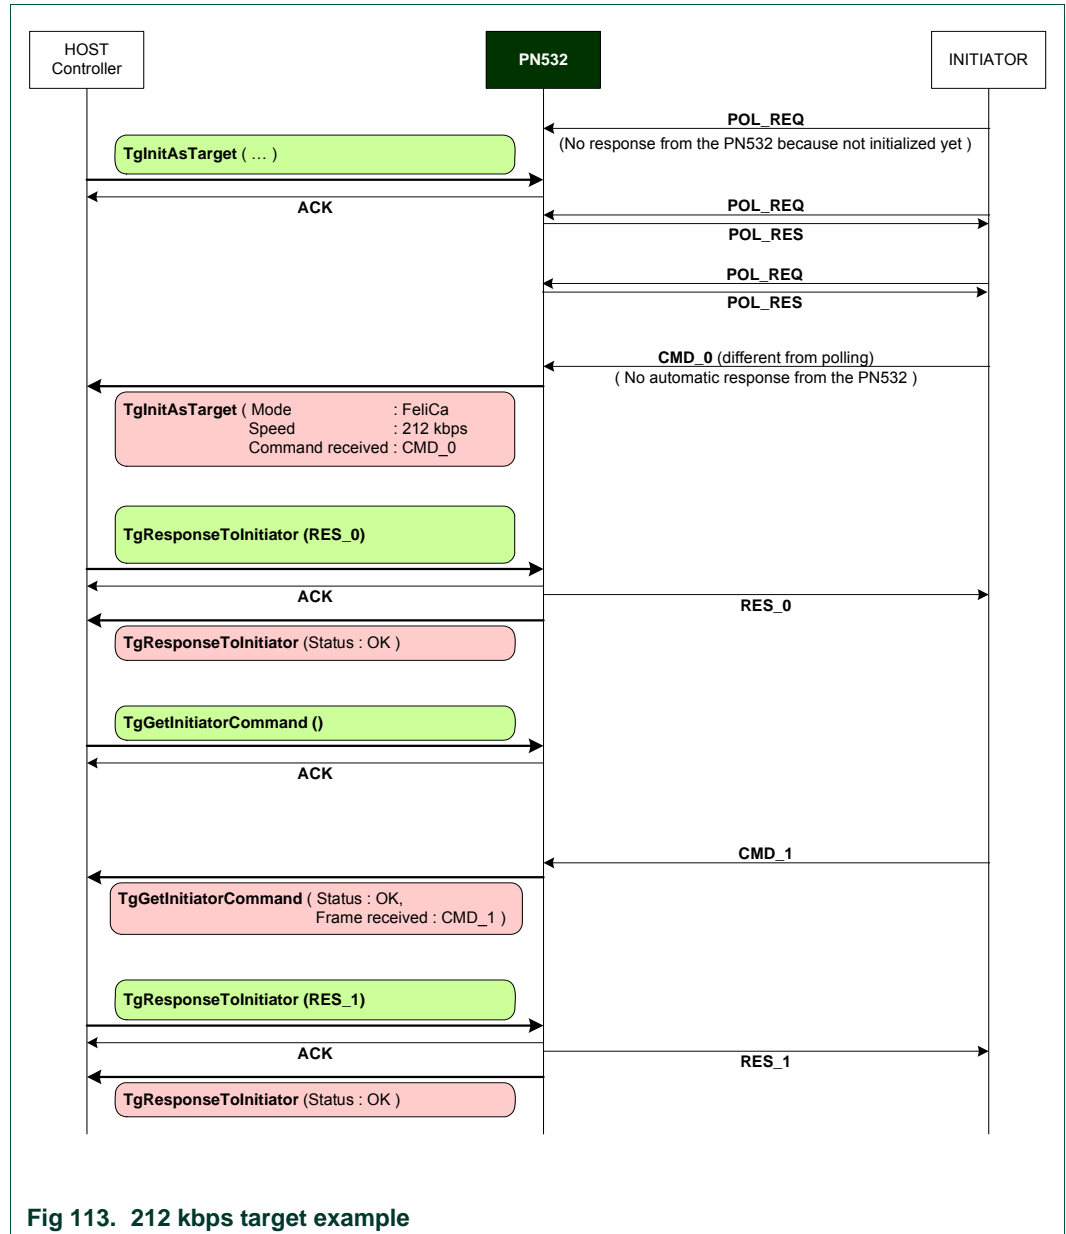 HOST
Controller
PN532
INITIATOR
POL_REQ
(No response from the PN532 because not initialized yet )
TgInitAsTarget ( … )
ACK
POL_REQ
POL_RES
POL_REQ
POL_RES
CMD_0 (different from polling)
( No automatic response from the PN532 )
TgInitAsTarget ( Mode : FeliCa
Speed : 212 kbps
Command received : CMD_0
TgResponseToInitiator (RES_0)
ACK
RES_0
TgResponseToInitiator (Status : OK )
TgGetInitiatorCommand ()
ACK
CMD_1
TgGetInitiatorCommand ( Status : OK,
Frame received : CMD_1 )
TgResponseToInitiator (RES_1)
ACK
RES_1
TgResponseToInitiator (Status : OK )
Fig 113. 212 kbps target example